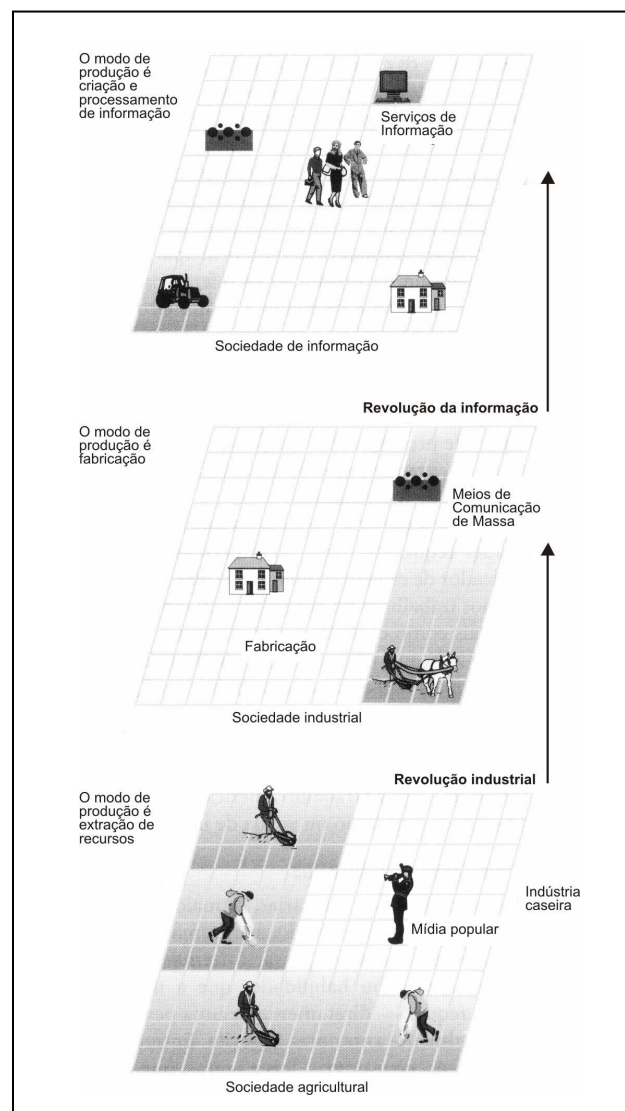 O modo de
produção é
criação e
processamento
de informação
Serviços de
Informação
Sociedade de informação
Revolução da informação
O modo de
produção é
fabricação
Meios de
Comunicação
de Massa
Fabricação
Sociedade industrial
Revolução industrial
O modo de
produção é
extração de
recursos
Indústria
caseira
Mídia popular
Sociedade agricultural